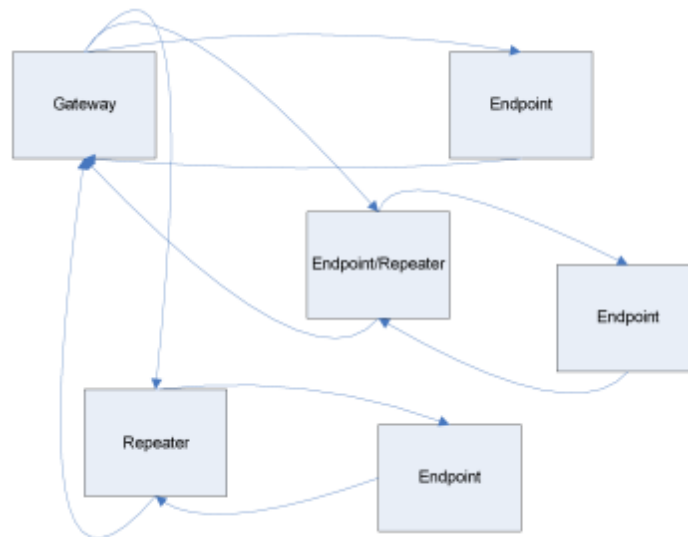 Gateway
Endpoint
Endpoint/Repeater
Endpoint
Repeater
Endpoint